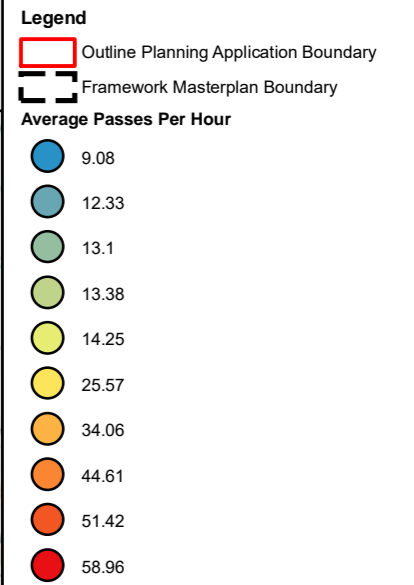 Legend
Outline Planning Application Boundary
Framework Masterplan Boundary
Average Passes Per Hour
9.08
12.33
13.1
13.38
14.25
25.57
34.06
44.61
51.42
58.96